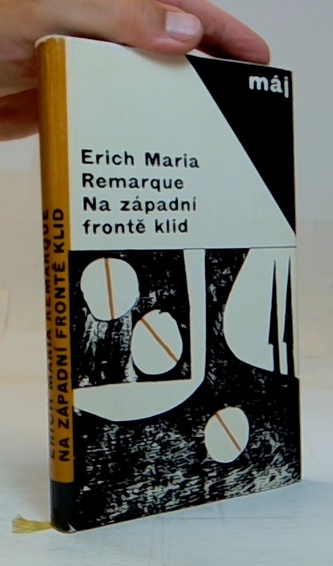 máj
Erich Maria
Remarque
Na západní
frontě klid
ERICH MARIA REMARQUE
NA ZÁPADNÍ FRONTĚ KLID